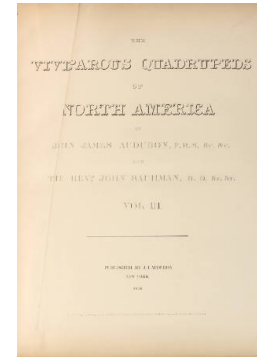 THE
VIVIPAROUS QUADRUPEDS
OF
NORTH AMERICA
BY
JOHN JAMES AUDUBON, F.R.S. &c. &c.
AND
THE REVD JOHN BACHMAN, D. D. &c. &c.
VOL. III
PUBLISHED BY J.J. AUDUBON
NEW YORK